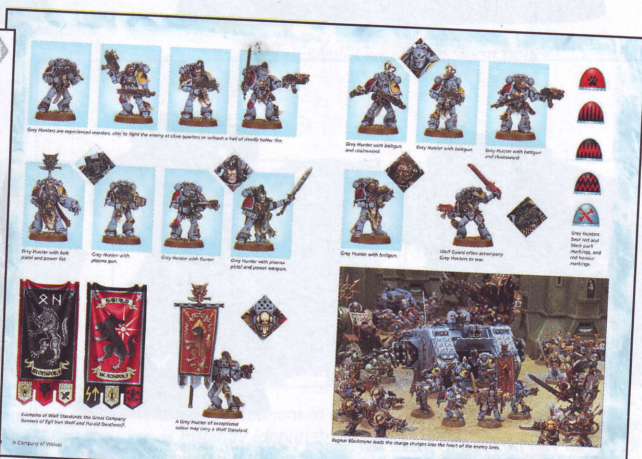 Grey Hunters are experienced warriors, able to fight the enemy at close quarters or unleash a hail of deadly bolter fire.
Grey Hunter with boltgun
and chainsword.
Grey Hunter with boltgun.
Grey Hunter with boltgun
and chainsword.
Grey Hunter with bolt
pistol and power fist.
Grey Hunter with
plasma gun.
Grey Hunter with flamer.
Grey Hunter with plasma
pistol and power weapon.
Grey Hunter with boltgun.
Wolf Guard often accompany
Grey Hunters to war.
Grey Hunters
bear red and
black pack
markings, and
red honour
markings.
Examples of Wolf Standards: the Great Company
banners of Egil Iron Wolf and Harald Deathwolf.
A Grey Hunter of exceptional
valour may carry a Wolf Standard.
Ragnar Blackmane leads the charge straight into the heart of the enemy lines.
A Company of Wolves